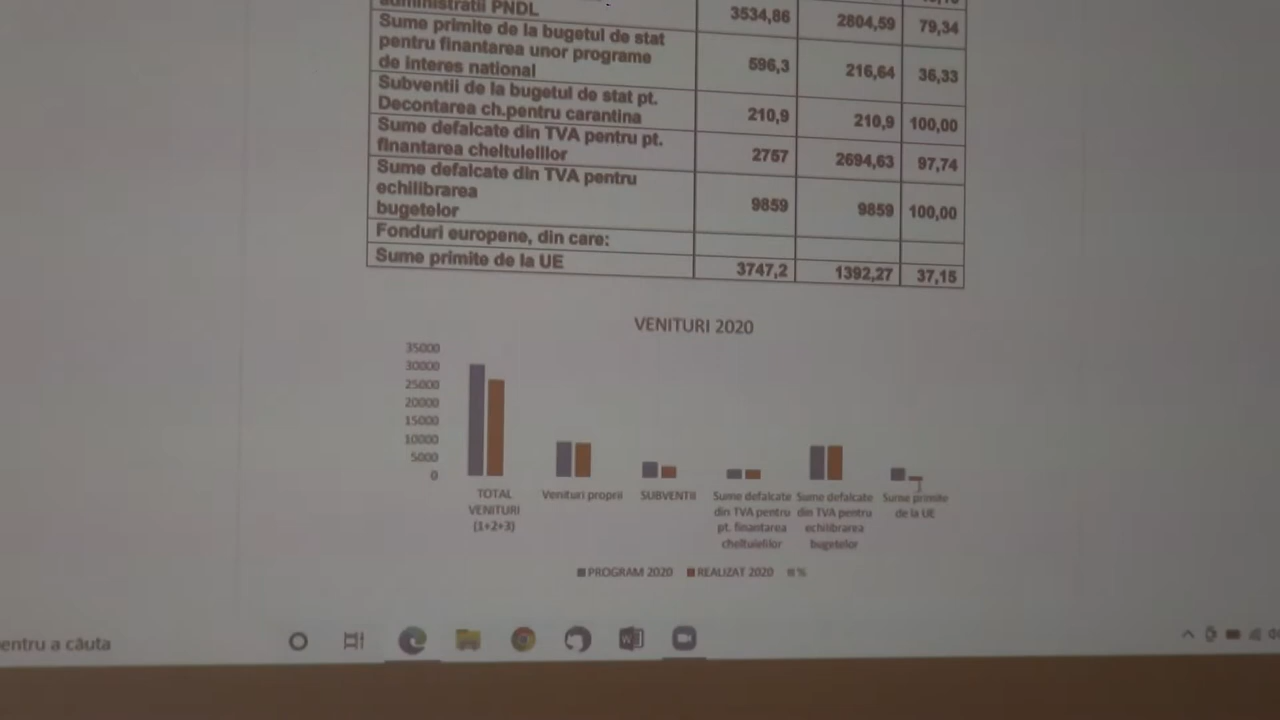 administratii PNDL 3534,86 2804,59 79,34
Sume primite de la bugetul de stat
pentru finantarea unor programe
de interes national 596,3 216,64 36,33
Subventii de la bugetul de stat pt.
Decontarea ch.pentru carantina 210,9 210,9 100,00
Sume defalcate din TVA pentru pt.
finantarea cheltuielilor 2757 2694,63 97,74
Sume defalcate din TVA pentru
echilibrarea
bugetelor 9859 9859 100,00
Fonduri europene, din care:
Sume primite de la UE 3747,2 1392,27 37,15
VENITURI 2020
35000
30000
25000
20000
15000
10000
5000
0
TOTAL
VENITURI
(1+2+3)
Venituri proprii
SUBVENTII
Sume defalcate
din TVA pentru
pt. finantarea
cheltuielilor
Sume defalcate
din TVA pentru
echilibrarea
bugetelor
Sume primite
de la UE
PROGRAM 2020 REALIZAT 2020 %
entru a căuta